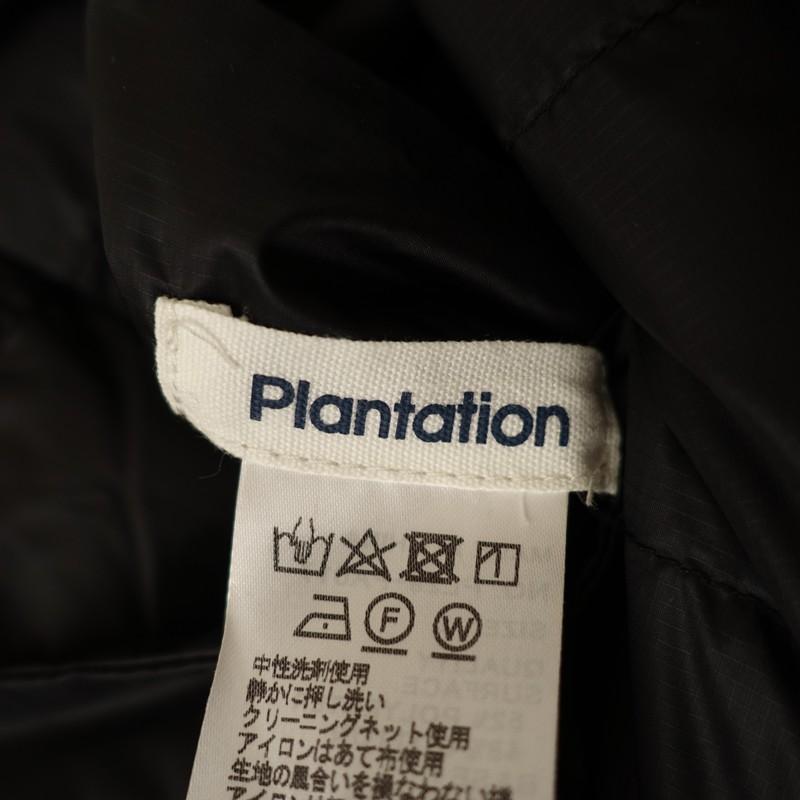 Plantation
F W
中性洗剤使用
静かに押し洗い
クリーニングネット使用
アイロンはあて布使用
生地の風合いを損なわない様